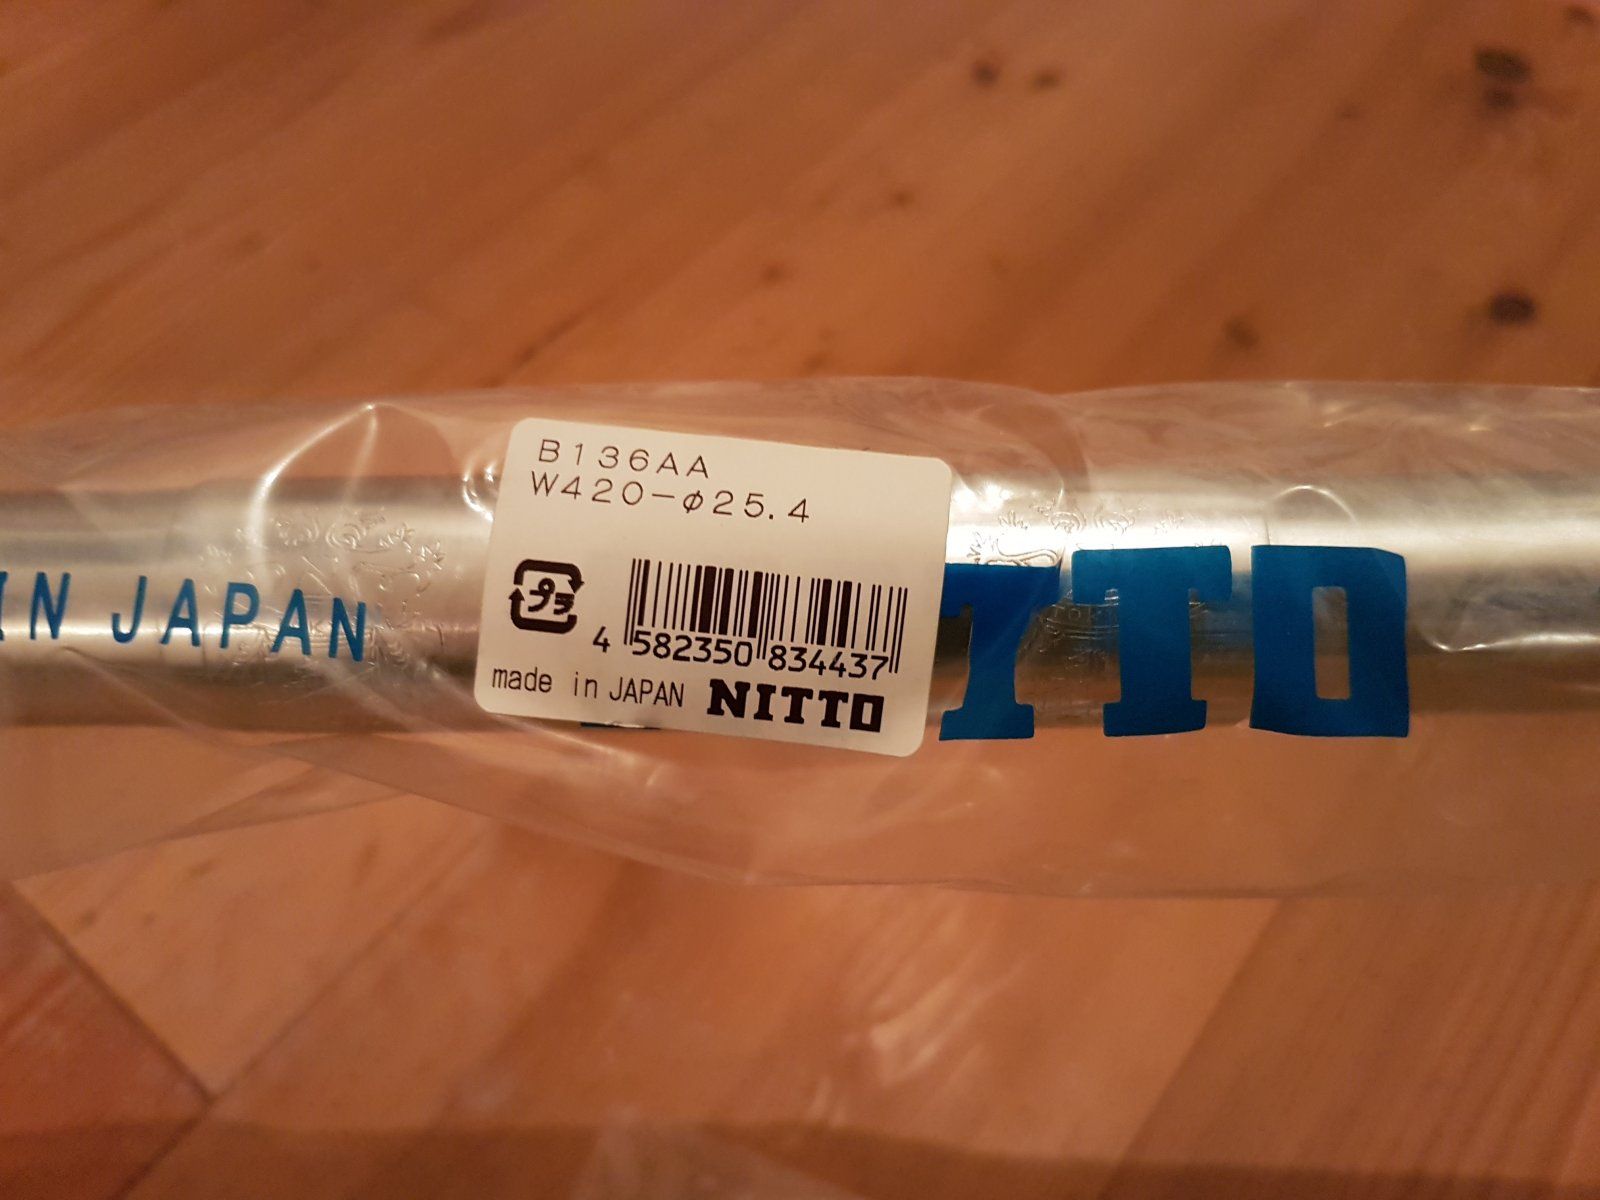 B136AA
W420-φ25.4
プラ
4 582350 834437
made in JAPAN NITTO
IN JAPAN
TTO